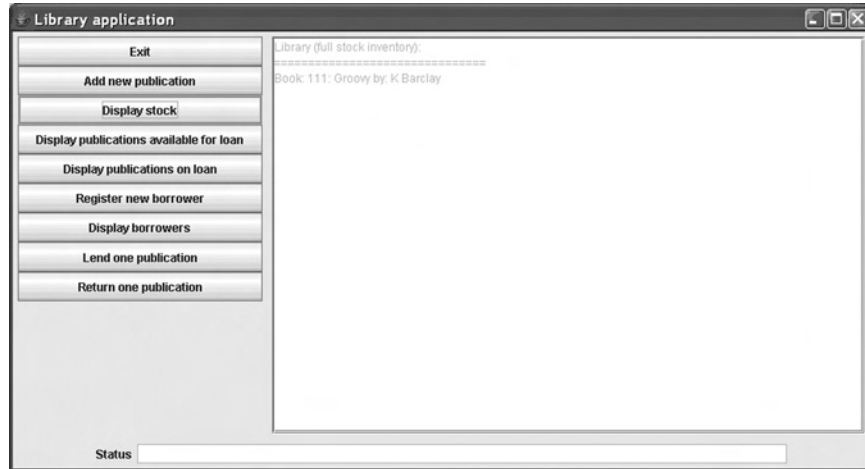 Library application
Exit
Add new publication
Display stock
Display publications available for loan
Display publications on loan
Register new borrower
Display borrowers
Lend one publication
Return one publication
Library (full stock inventory):
================================
Book: 111: Groovy by: K Barclay
Status